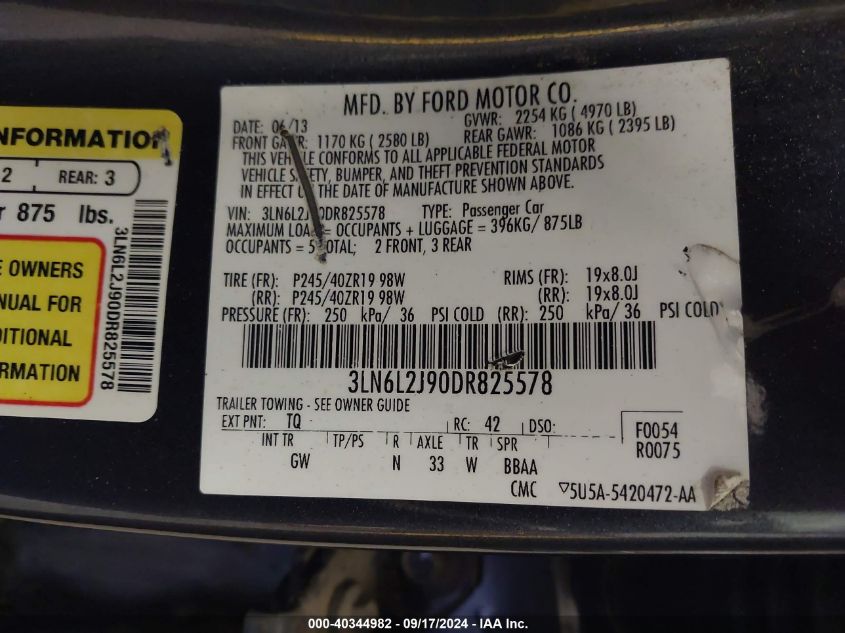 NFORMATION
2 REAR: 3
r 875 lbs.
E OWNERS
NUAL FOR
DITIONAL
RMATION
3LN6L2J90DR825578
MFD. BY FORD MOTOR CO.
DATE: 06/13 GVWR: 2254 KG ( 4970 LB)
FRONT GAWR: 1170 KG ( 2580 LB) REAR GAWR: 1086 KG ( 2395 LB)
THIS VEHICLE CONFORMS TO ALL APPLICABLE FEDERAL MOTOR
VEHICLE SAFETY, BUMPER, AND THEFT PREVENTION STANDARDS
IN EFFECT ON THE DATE OF MANUFACTURE SHOWN ABOVE.
VIN: 3LN6L2J90DR825578 TYPE: Passenger Car
MAXIMUM LOAD = OCCUPANTS + LUGGAGE = 396KG/ 875LB
OCCUPANTS = 5 TOTAL; 2 FRONT, 3 REAR
TIRE (FR): P245/40ZR19 98W RIMS (FR): 19x8.0J
(RR): P245/40ZR19 98W (RR): 19x8.0J
PRESSURE (FR): 250 kPa/ 36 PSI COLD (RR): 250 kPa/ 36 PSI COLD
3LN6L2J90DR825578
TRAILER TOWING - SEE OWNER GUIDE
EXT PNT: TQ RC: 42 DSO: F0054
INT TR TP/PS R AXLE TR SPR R0075
GW N 33 W BBAA
CMC ▽5U5A-5420472-AA
000-40344982 - 09/17/2024 - IAA Inc.